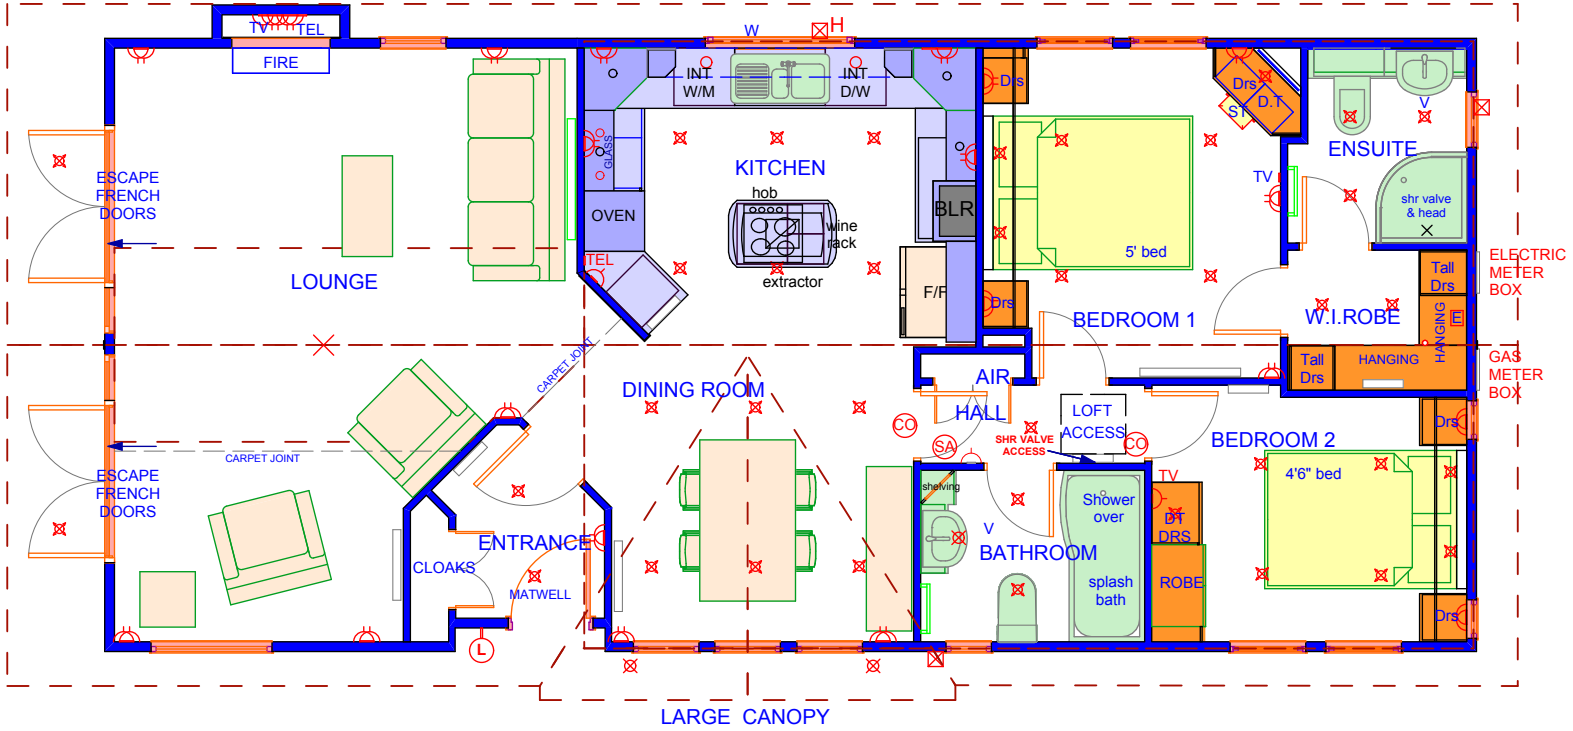 TV TEL
FIRE
W
H
INT
W/M
INT
D/W
GLASS
KITCHEN
hob
wine
rack
extractor
OVEN
BLR
F/F
TEL
ESCAPE
FRENCH
DOORS
LOUNGE
CARPET JOINT
ESCAPE
FRENCH
DOORS
CARPET JOINT
DINING ROOM
Drs
5' bed
Drs
Drs
D.T
ST
BEDROOM 1
TV
ENSUITE
V
shr valve
& head
W.I.ROBE
Tall
Drs
HANGING
E
HANGING
Tall
Drs
ELECTRIC
METER
BOX
GAS
METER
BOX
AIR
HALL
CO
SA
SHR VALVE
ACCESS
LOFT
ACCESS
CO
BEDROOM 2
Drs
4'6" bed
Drs
TV
DT
DRS
ROBE
shelving
V
BATHROOM
Shower
over
splash
bath
ENTRANCE
CLOAKS
MATWELL
L
LARGE CANOPY